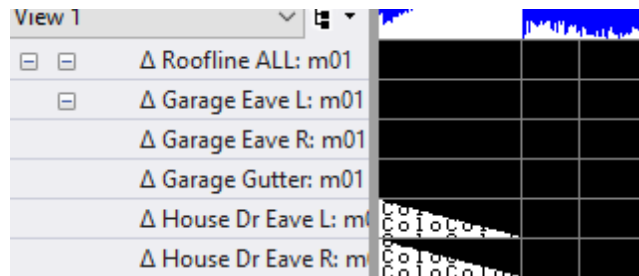 View 1
Δ Roofline ALL: m01
Δ Garage Eave L: m01
Δ Garage Eave R: m01
Δ Garage Gutter: m01
Δ House Dr Eave L: m
Δ House Dr Eave R: m